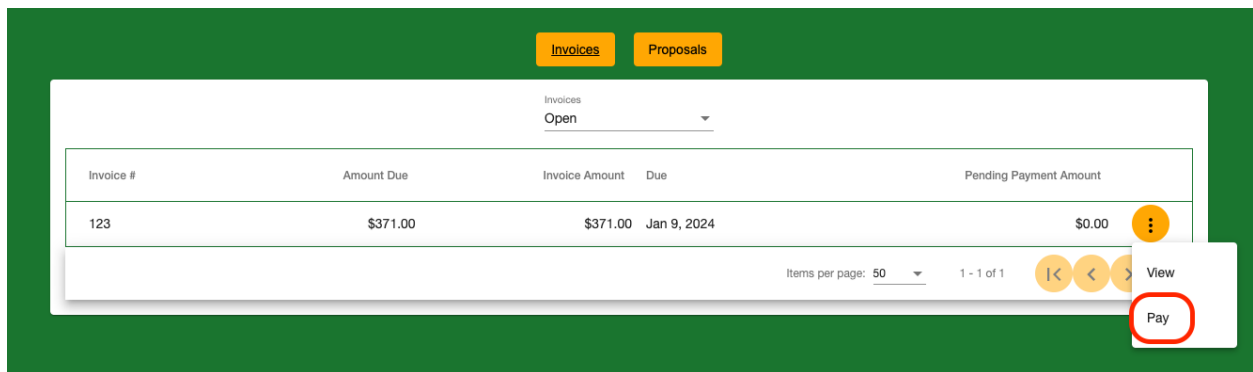 Invoices Proposals
Invoices
Open
Invoice # Amount Due Invoice Amount Due Pending Payment Amount
123 $371.00 $371.00 Jan 9, 2024 $0.00
Items per page: 50 1 - 1 of 1
View
Pay